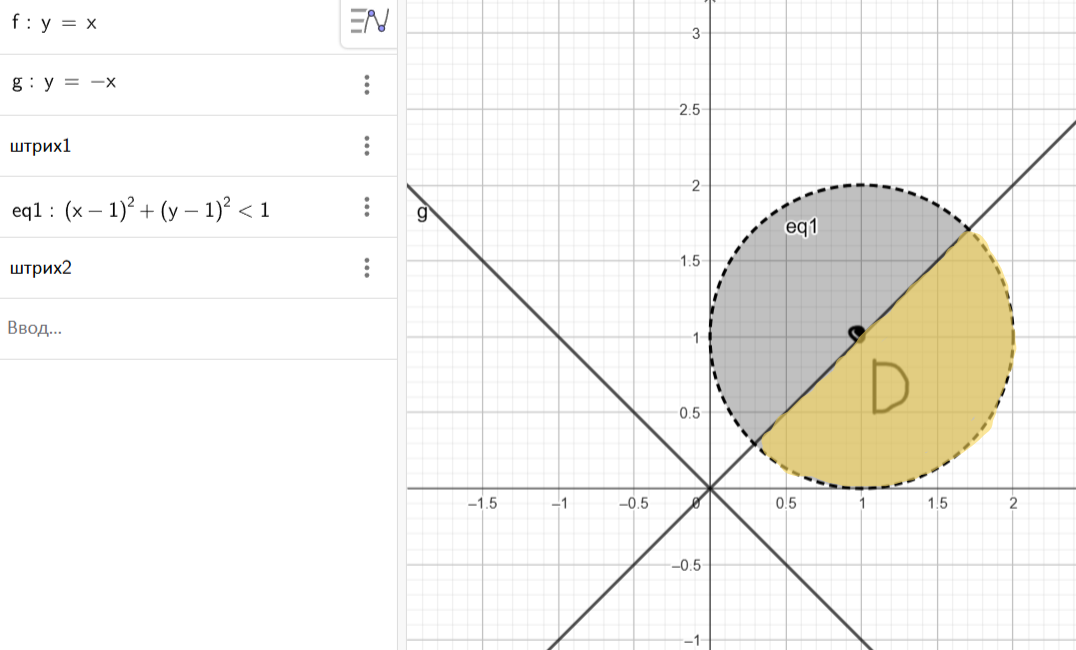 f : y = x
g : y = −x
штрих1
eq1 : (x − 1)² + (y − 1)² < 1
штрих2
Ввод...
3
2.5
2
g
eq1
1.5
1
D
0.5
−1.5 −1 −0.5 0 0.5 1 1.5 2
−0.5
−1